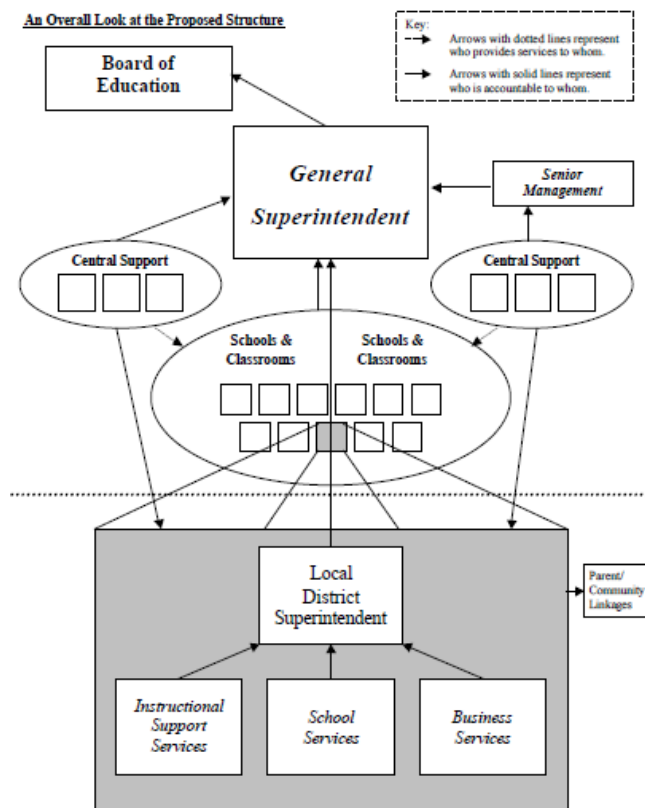 An Overall Look at the Proposed Structure
Key:
Arrows with dotted lines represent
who provides services to whom.
Arrows with solid lines represent
who is accountable to whom.
Board of
Education
General
Superintendent
Senior
Management
Central Support
Central Support
Schools &
Classrooms
Schools &
Classrooms
Local
District
Superintendent
Parent/
Community
Linkages
Instructional
Support
Services
School
Services
Business
Services